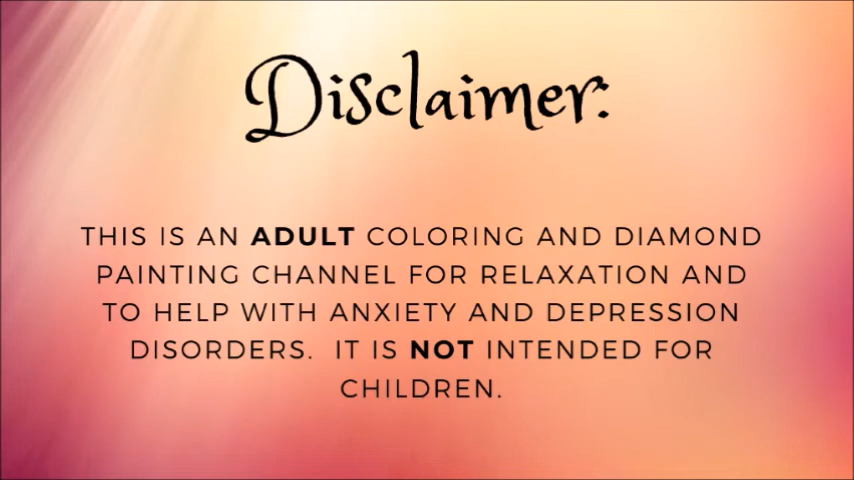 Disclaimer:
THIS IS AN ADULT COLORING AND DIAMOND
PAINTING CHANNEL FOR RELAXATION AND
TO HELP WITH ANXIETY AND DEPRESSION
DISORDERS.  IT IS NOT INTENDED FOR
CHILDREN.